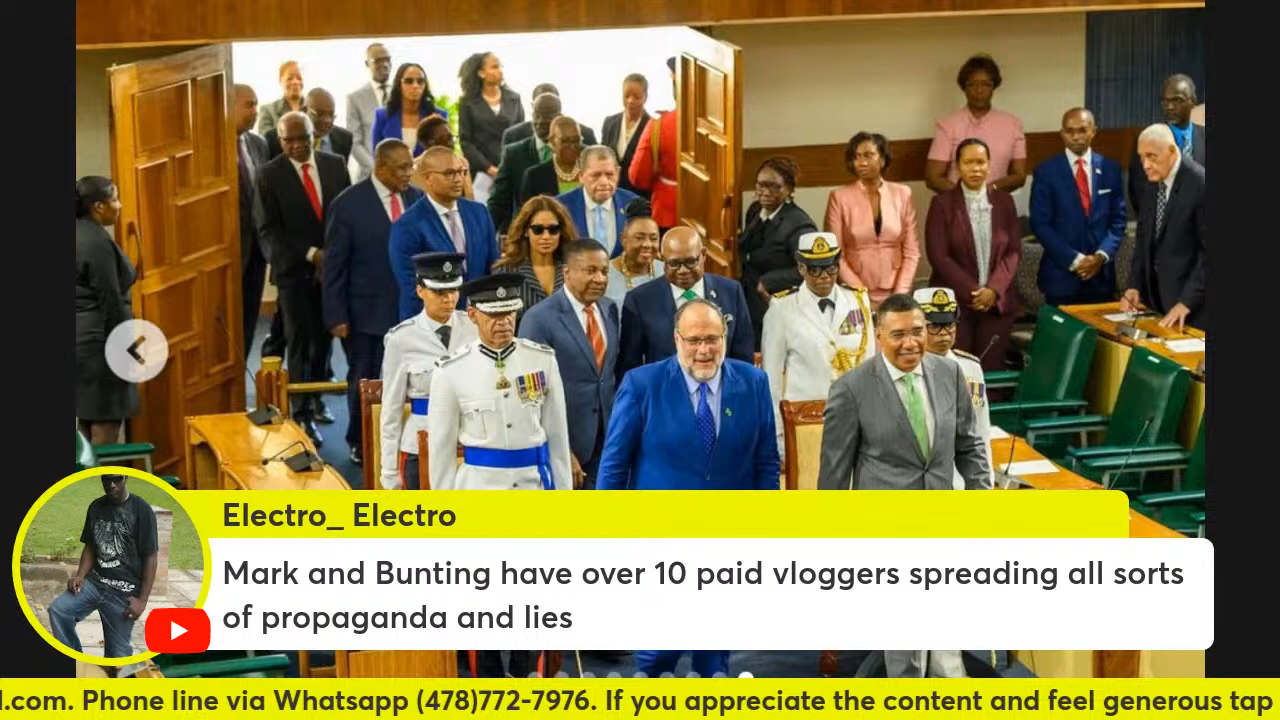 Electro_ Electro
Mark and Bunting have over 10 paid vloggers spreading all sorts
of propaganda and lies
.com. Phone line via Whatsapp (478)772-7976. If you appreciate the content and feel generous tap